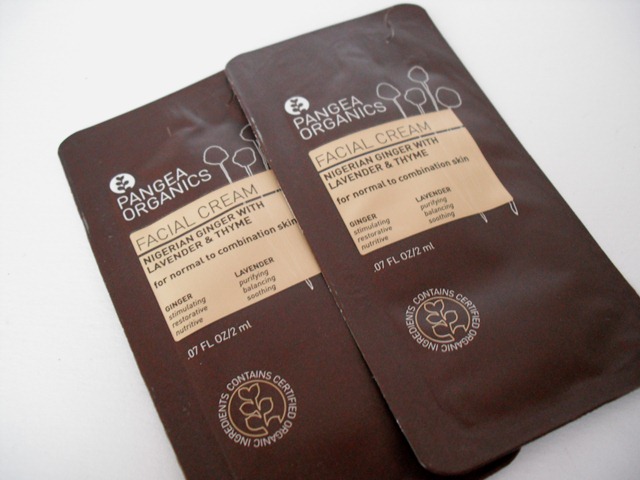 PANGEA
ORGANICS
FACIAL CREAM
NIGERIAN GINGER WITH
LAVENDER & THYME
for normal to combination skin
GINGER
stimulating
restorative
nutritive
LAVENDER
purifying
balancing
soothing
.07 FL OZ/2 ml
CONTAINS CERTIFIED ORGANIC INGREDIENTS
PANGEA
ORGANICS
FACIAL CREAM
NIGERIAN GINGER WITH
LAVENDER & THYME
for normal to combination skin
GINGER
stimulating
restorative
nutritive
LAVENDER
purifying
balancing
soothing
.07 FL OZ/2 ml
CONTAINS CERTIFIED ORGANIC INGREDIENTS